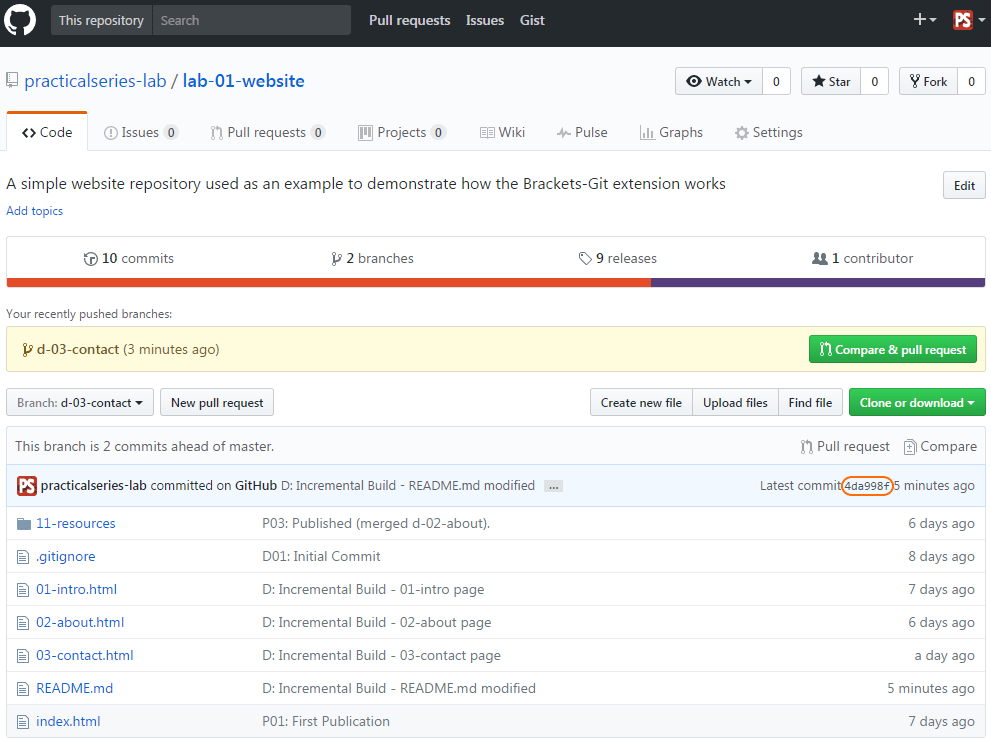 This repository Search Pull requests Issues Gist PS
practicalseries-lab / lab-01-website Watch 0 Star 0 Fork 0
Code Issues 0 Pull requests 0 Projects 0 Wiki Pulse Graphs Settings
A simple website repository used as an example to demonstrate how the Brackets-Git extension works Edit
Add topics
10 commits 2 branches 9 releases 1 contributor
Your recently pushed branches:
d-03-contact (3 minutes ago) Compare & pull request
Branch: d-03-contact New pull request Create new file Upload files Find file Clone or download
This branch is 2 commits ahead of master. Pull request Compare
PS practicalseries-lab committed on GitHub D: Incremental Build - README.md modified ... Latest commit 4da998f 5 minutes ago
11-resources P03: Published (merged d-02-about). 6 days ago
.gitignore D01: Initial Commit 8 days ago
01-intro.html D: Incremental Build - 01-intro page 7 days ago
02-about.html D: Incremental Build - 02-about page 6 days ago
03-contact.html D: Incremental Build - 03-contact page a day ago
README.md D: Incremental Build - README.md modified 5 minutes ago
index.html P01: First Publication 7 days ago